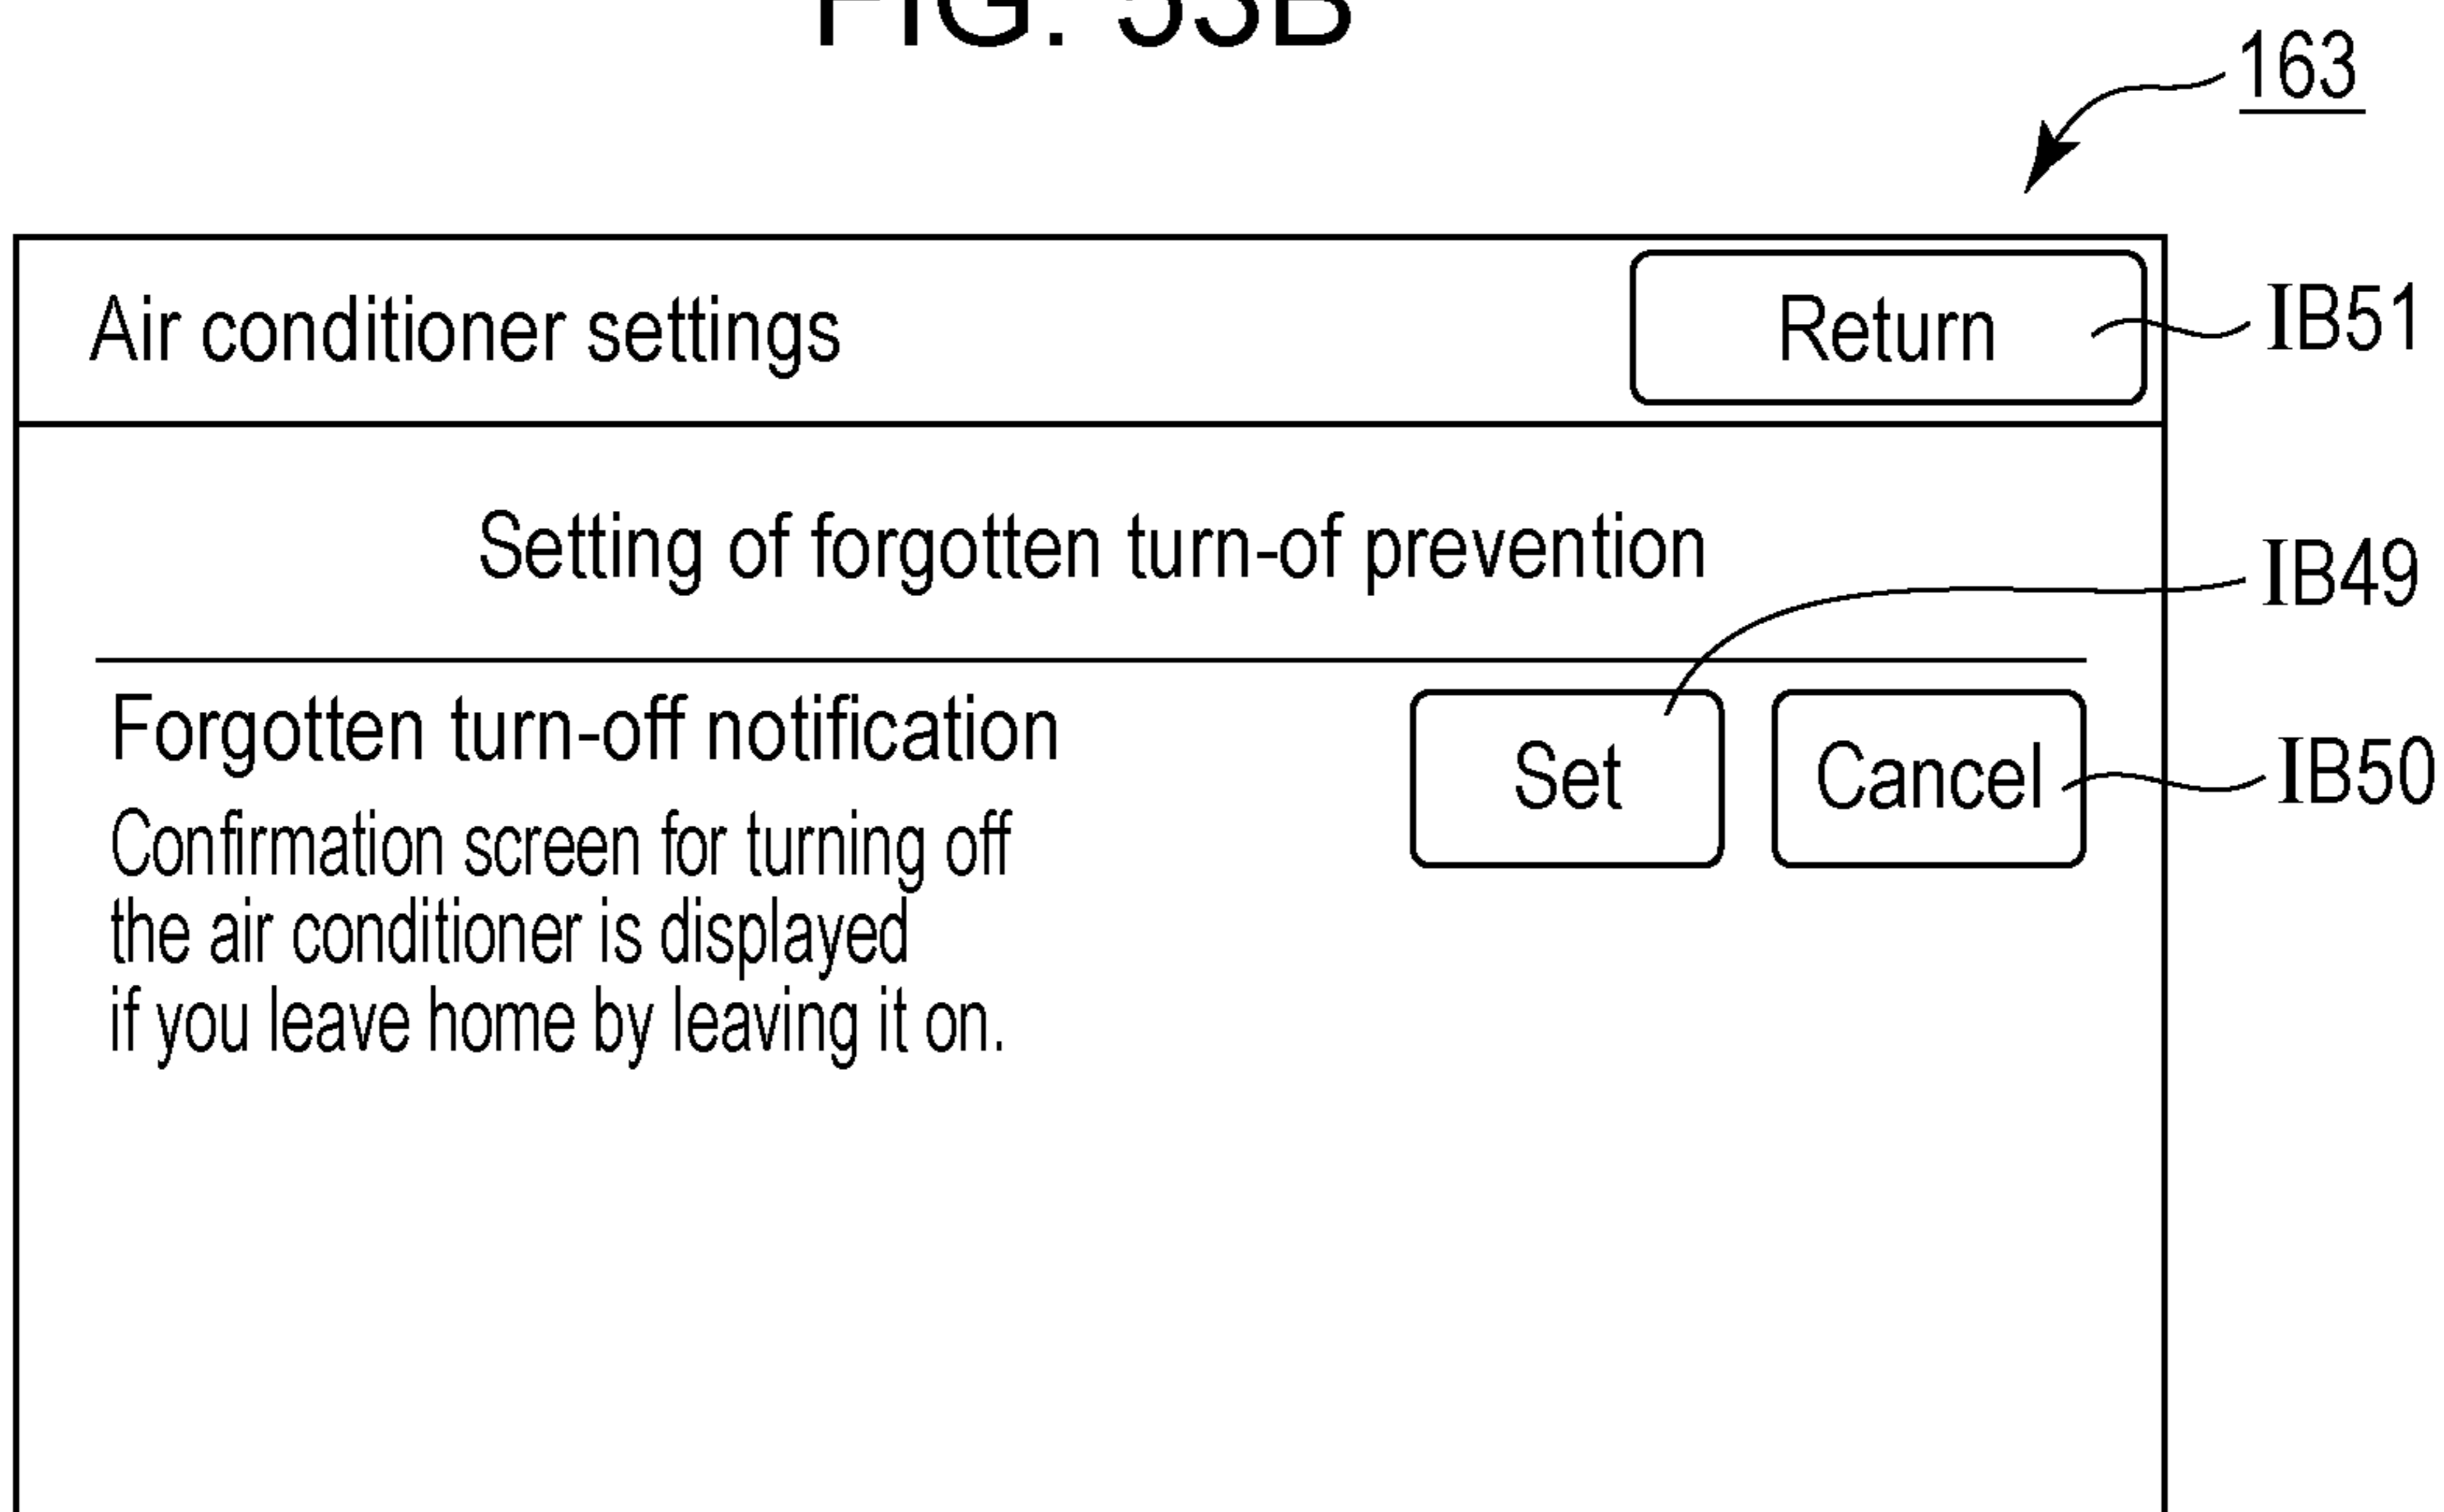 FIG. 53B
163
Air conditioner settings
Return
IB51
Setting of forgotten turn-of prevention
IB49
Forgotten turn-off notification
Set
Cancel
IB50
Confirmation screen for turning off
the air conditioner is displayed
if you leave home by leaving it on.